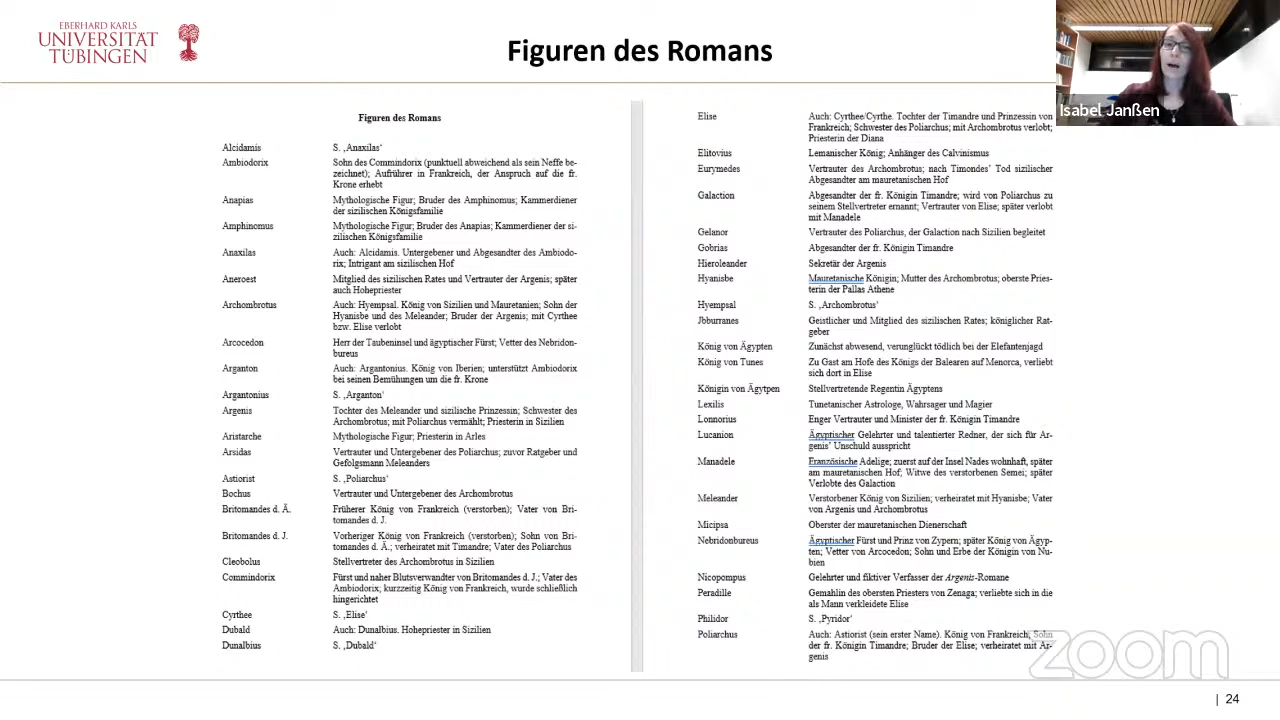 EBERHARD KARLS
UNIVERSITÄT
TÜBINGEN
Figuren des Romans
Isabel Janßen
Figuren des Romans
Alcidamis S. ‚Anaxilas‘
Ambiodorix Sohn des Commindorix (punktuell abweichend als sein Neffe be-
zeichnet); Aufrührer in Frankreich, der Anspruch auf die fr.
Krone erhebt
Anapias Mythologische Figur; Bruder des Amphinomus; Kammerdiener
der sizilischen Königsfamilie
Amphinomus Mythologische Figur; Bruder des Anapias; Kammerdiener der si-
zilischen Königsfamilie
Anaxilas Auch: Alcidamis. Untergebener und Abgesandter des Ambiodo-
rix; Intrigant am sizilischen Hof
Aneroest Mitglied des sizilischen Rates und Vertrauter der Argenis; später
auch Hohepriester
Archombrotus Auch: Hyempsal. König von Sizilien und Mauretanien; Sohn der
Hyanisbe und des Meleander; Bruder der Argenis; mit Cyrthee
bzw. Elise verlobt
Arcocedon Herr der Taubeninsel und ägyptischer Fürst; Vetter des Nebridon-
bureus
Arganton Auch: Argantonius. König von Iberien; unterstützt Ambiodorix
bei seinen Bemühungen um die fr. Krone
Argantonius S. ‚Arganton‘
Argenis Tochter des Meleander und sizilische Prinzessin; Schwester des
Archombrotus; mit Poliarchus vermählt; Priesterin in Sizilien
Aristarche Mythologische Figur; Priesterin in Arles
Arsidas Vertrauter und Untergebener des Poliarchus; zuvor Ratgeber und
Gefolgsmann Meleanders
Astiorist S. ‚Poliarchus‘
Bochus Vertrauter und Untergebener des Archombrotus
Britomandes d. Ä. Früherer König von Frankreich (verstorben); Vater von Bri-
tomandes d. J.
Britomandes d. J. Vorheriger König von Frankreich (verstorben); Sohn von Bri-
tomandes d. Ä.; verheiratet mit Timandre; Vater des Poliarchus
Cleobolus Stellvertreter des Archombrotus in Sizilien
Commindorix Fürst und naher Blutsverwandter von Britomandes d. J.; Vater des
Ambiodorix; kurzzeitig König von Frankreich, wurde schließlich
hingerichtet
Cyrthee S. ‚Elise‘
Dubald Auch: Dunalbius. Hohepriester in Sizilien
Dunalbius S. ‚Dubald‘
Elise Auch: Cyrthee/Cyrthe. Tochter der Timandre und Prinzessin von
Frankreich; Schwester des Poliarchus; mit Archombrotus verlobt;
Priesterin der Diana
Elitovius Lemanischer König; Anhänger des Calvinismus
Eurymedes Vertrauter des Archombrotus; nach Timondes’ Tod sizilischer
Abgesandter am mauretanischen Hof
Galaction Abgesandter der fr. Königin Timandre; wird von Poliarchus zu
seinem Stellvertreter ernannt; Vertrauter von Elise; später verlobt
mit Manadele
Gelanor Vertrauter des Poliarchus, der Galaction nach Sizilien begleitet
Gobrias Abgesandter der fr. Königin Timandre
Hieroleander Sekretär der Argenis
Hyanisbe Mauretanische Königin; Mutter des Archombrotus; oberste Pries-
terin der Pallas Athene
Hyempsal S. ‚Archombrotus‘
Jbburranes Geistlicher und Mitglied des sizilischen Rates; königlicher Rat-
geber
König von Ägypten Zunächst abwesend, verunglückt tödlich bei der Elefantenjagd
König von Tunes Zu Gast am Hofe des Königs der Balearen auf Menorca, verliebt
sich dort in Elise
Königin von Ägytpen Stellvertretende Regentin Ägyptens
Lexilis Tunetanischer Astrologe, Wahrsager und Magier
Lonnorius Enger Vertrauter und Minister der fr. Königin Timandre
Lucanion Ägyptischer Gelehrter und talentierter Redner, der sich für Ar-
genis’ Unschuld ausspricht
Manadele Französische Adelige; zuerst auf der Insel Nades wohnhaft, später
am mauretanischen Hof; Witwe des verstorbenen Semei; später
Verlobte des Galaction
Meleander Verstorbener König von Sizilien; verheiratet mit Hyanisbe; Vater
von Argenis und Archombrotus
Micipsa Oberster der mauretanischen Dienerschaft
Nebridonbureus Ägyptischer Fürst und Prinz von Zypern; später König von Ägyp-
ten; Vetter von Arcocedon; Sohn und Erbe der Königin von Nu-
bien
Nicopompus Gelehrter und fiktiver Verfasser der Argenis-Romane
Peradille Gemahlin des obersten Priesters von Zenaga; verliebte sich in die
als Mann verkleidete Elise
Philidor S. ‚Pyridor‘
Poliarchus Auch: Astiorist (sein erster Name). König von Frankreich; Sohn
der fr. Königin Timandre; Bruder der Elise; verheiratet mit Ar-
genis
zoom
| 24